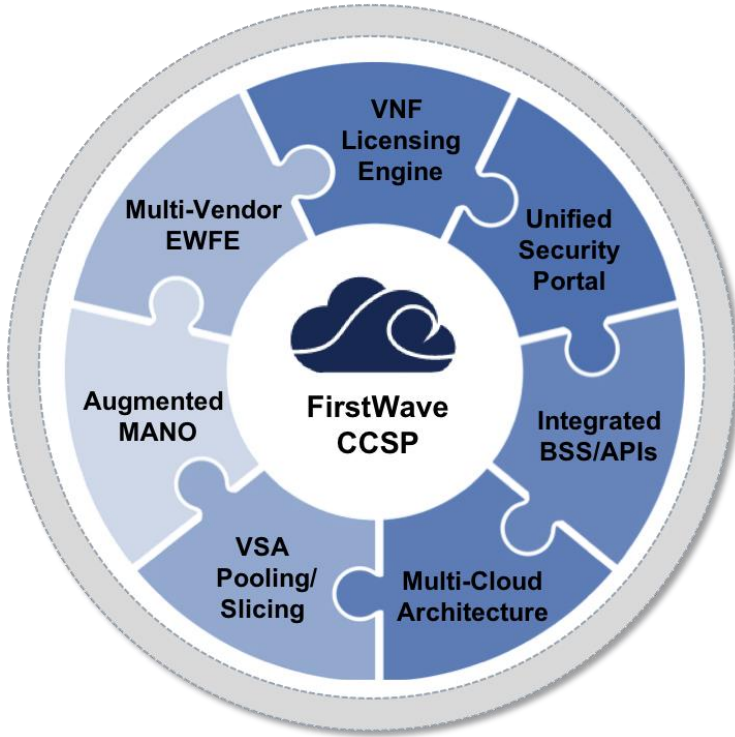 VNF
Licensing
Engine
Unified
Security
Portal
Integrated
BSS/APIs
Multi-Cloud
Architecture
VSA
Pooling/
Slicing
Augmented
MANO
Multi-Vendor
EWFE
FirstWave
CCSP